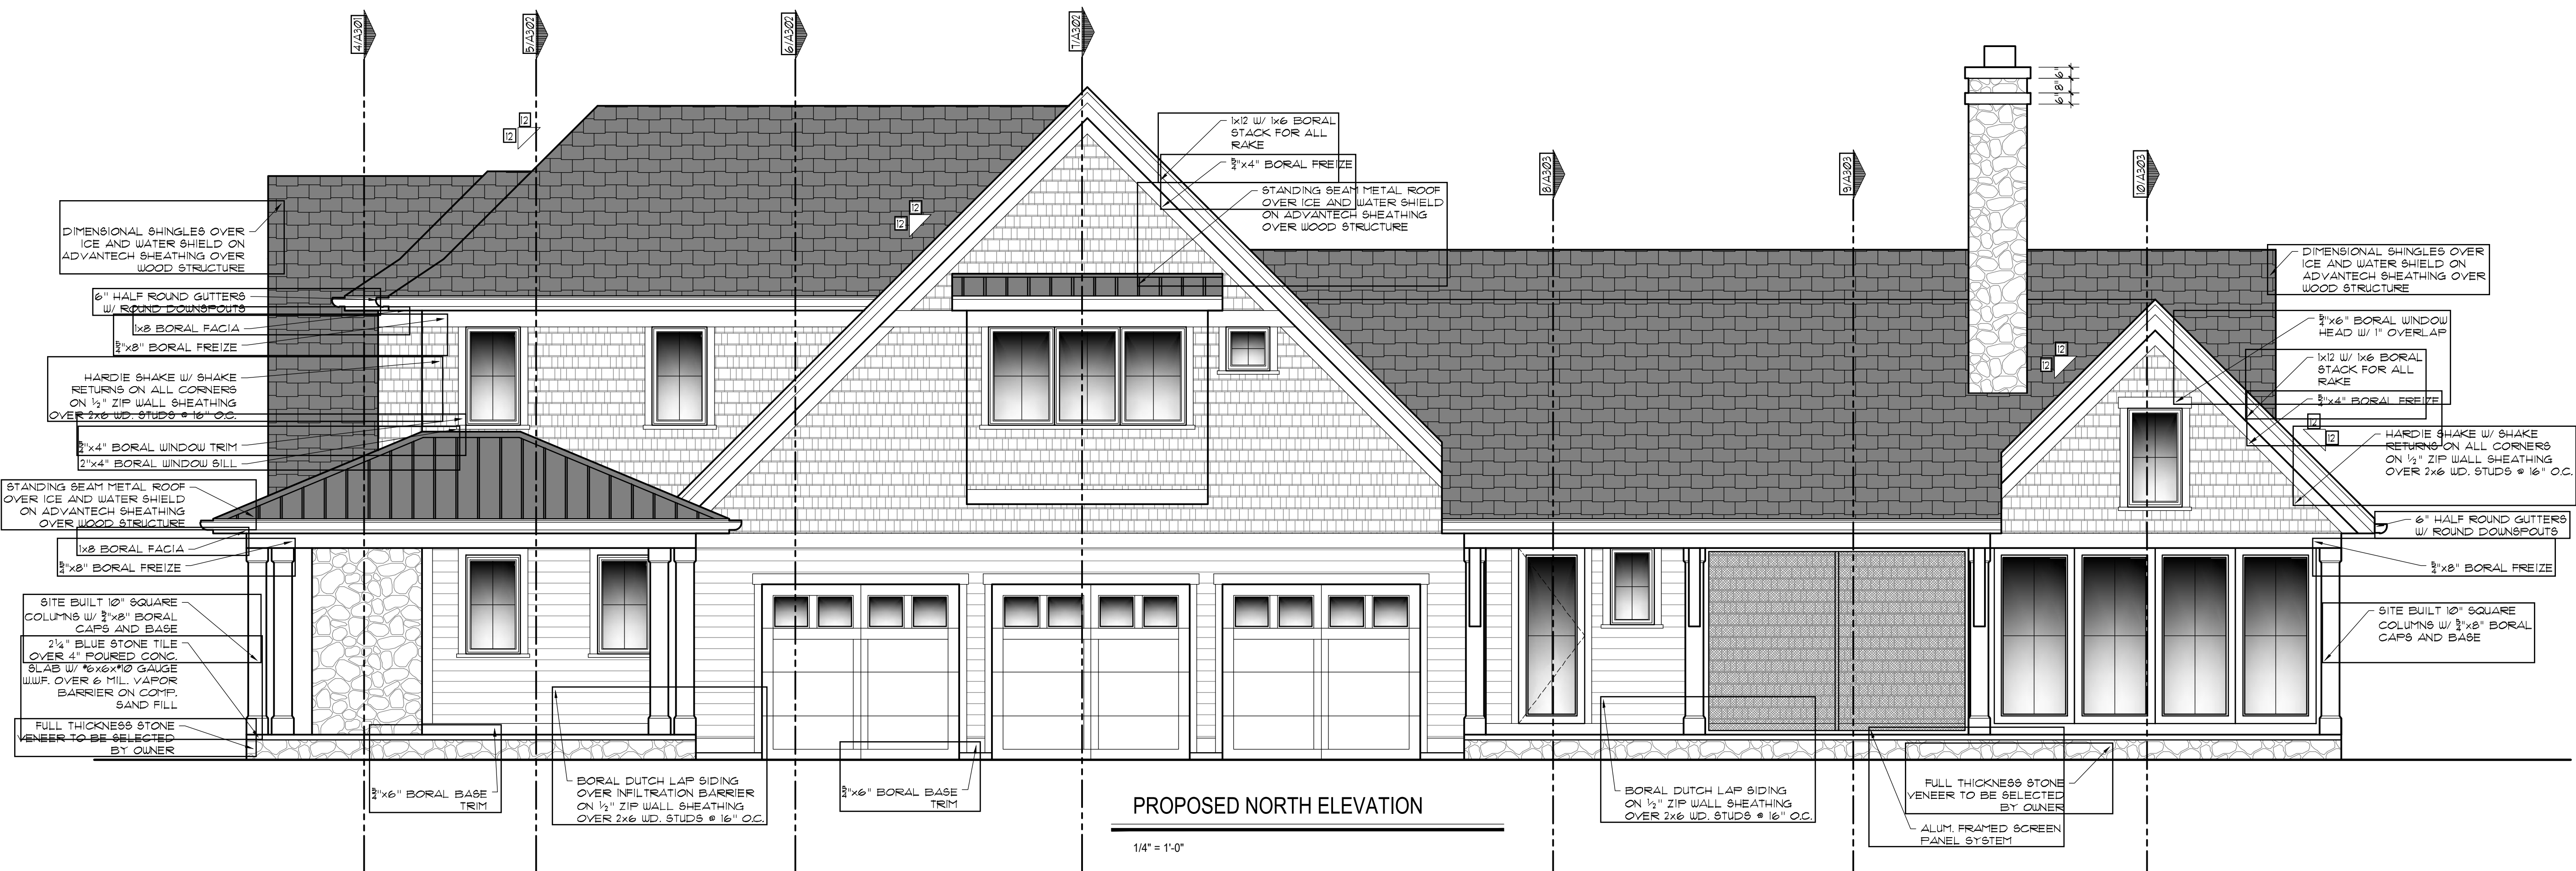 4/A301
5/A302
6/A302
7/A302
8/A303
9/A303
10/A303
6" 8" 6"
12
12
12
12
12
12
12
12
DIMENSIONAL SHINGLES OVER
ICE AND WATER SHIELD ON
ADVANTECH SHEATHING OVER
WOOD STRUCTURE
6" HALF ROUND GUTTERS
W/ ROUND DOWNSPOUTS
1x8 BORAL FACIA
5/4"x8" BORAL FREIZE
HARDIE SHAKE W/ SHAKE
RETURNS ON ALL CORNERS
ON ½" ZIP WALL SHEATHING
OVER 2x6 WD. STUDS @ 16" O.C.
5/4"x4" BORAL WINDOW TRIM
2"x4" BORAL WINDOW SILL
STANDING SEAM METAL ROOF
OVER ICE AND WATER SHIELD
ON ADVANTECH SHEATHING
OVER WOOD STRUCTURE
1x8 BORAL FACIA
5/4"x8" BORAL FREIZE
SITE BUILT 10" SQUARE
COLUMNS W/ 5/4"x8" BORAL
CAPS AND BASE
2¼" BLUE STONE TILE
OVER 4" POURED CONC.
SLAB W/ #6x6x#10 GAUGE
W.W.F. OVER 6 MIL. VAPOR
BARRIER ON COMP.
SAND FILL
FULL THICKNESS STONE
VENEER TO BE SELECTED
BY OWNER
5/4"x6" BORAL BASE
TRIM
BORAL DUTCH LAP SIDING
OVER INFILTRATION BARRIER
ON ½" ZIP WALL SHEATHING
OVER 2x6 WD. STUDS @ 16" O.C.
5/4"x6" BORAL BASE
TRIM
1x12 W/ 1x6 BORAL
STACK FOR ALL
RAKE
5/4"x4" BORAL FREIZE
STANDING SEAM METAL ROOF
OVER ICE AND WATER SHIELD
ON ADVANTECH SHEATHING
OVER WOOD STRUCTURE
DIMENSIONAL SHINGLES OVER
ICE AND WATER SHIELD ON
ADVANTECH SHEATHING OVER
WOOD STRUCTURE
5/4"x6" BORAL WINDOW
HEAD W/ 1" OVERLAP
1x12 W/ 1x6 BORAL
STACK FOR ALL
RAKE
5/4"x4" BORAL FREIZE
HARDIE SHAKE W/ SHAKE
RETURNS ON ALL CORNERS
ON ½" ZIP WALL SHEATHING
OVER 2x6 WD. STUDS @ 16" O.C.
6" HALF ROUND GUTTERS
W/ ROUND DOWNSPOUTS
5/4"x8" BORAL FREIZE
SITE BUILT 10" SQUARE
COLUMNS W/ 5/4"x8" BORAL
CAPS AND BASE
BORAL DUTCH LAP SIDING
ON ½" ZIP WALL SHEATHING
OVER 2x6 WD. STUDS @ 16" O.C.
FULL THICKNESS STONE
VENEER TO BE SELECTED
BY OWNER
ALUM. FRAMED SCREEN
PANEL SYSTEM
PROPOSED NORTH ELEVATION
1/4" = 1'-0"